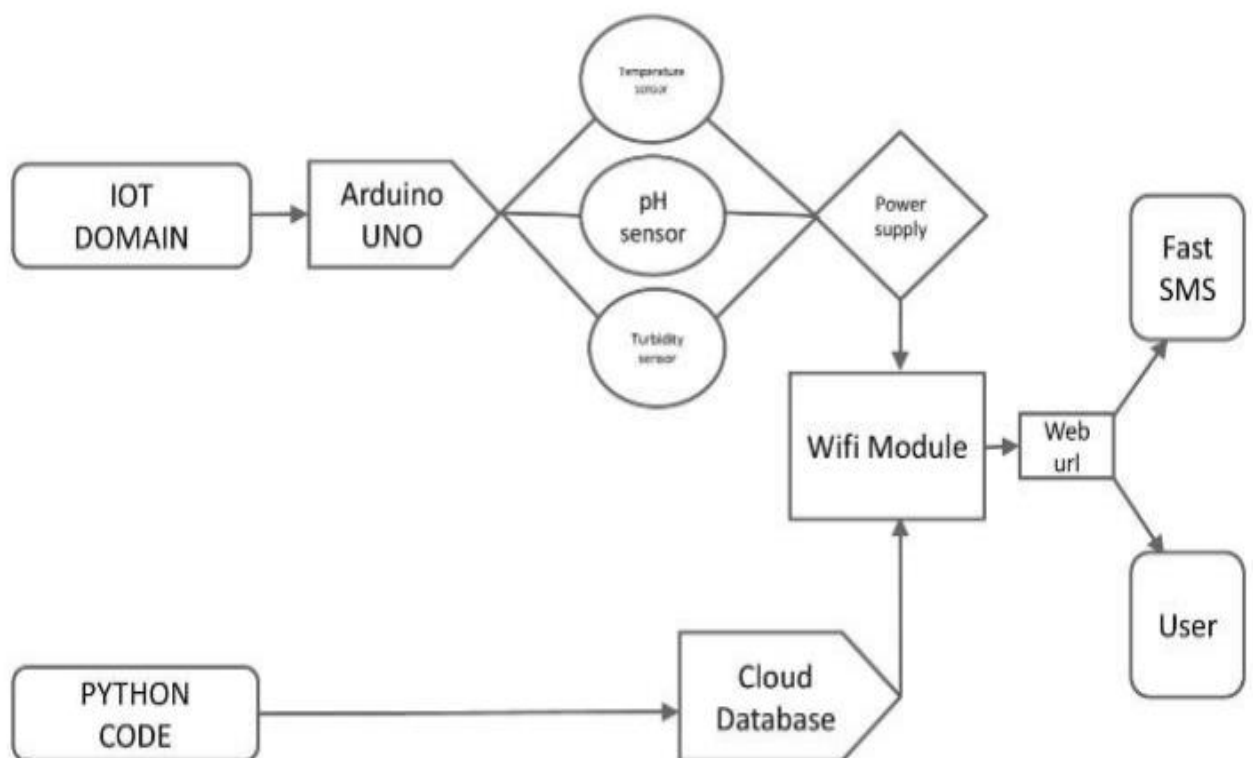 Temperature
sensor
IOT
DOMAIN
Arduino
UNO
pH
sensor
Power
supply
Fast
SMS
Turbidity
sensor
Wifi Module
Web
url
User
PYTHON
CODE
Cloud
Database